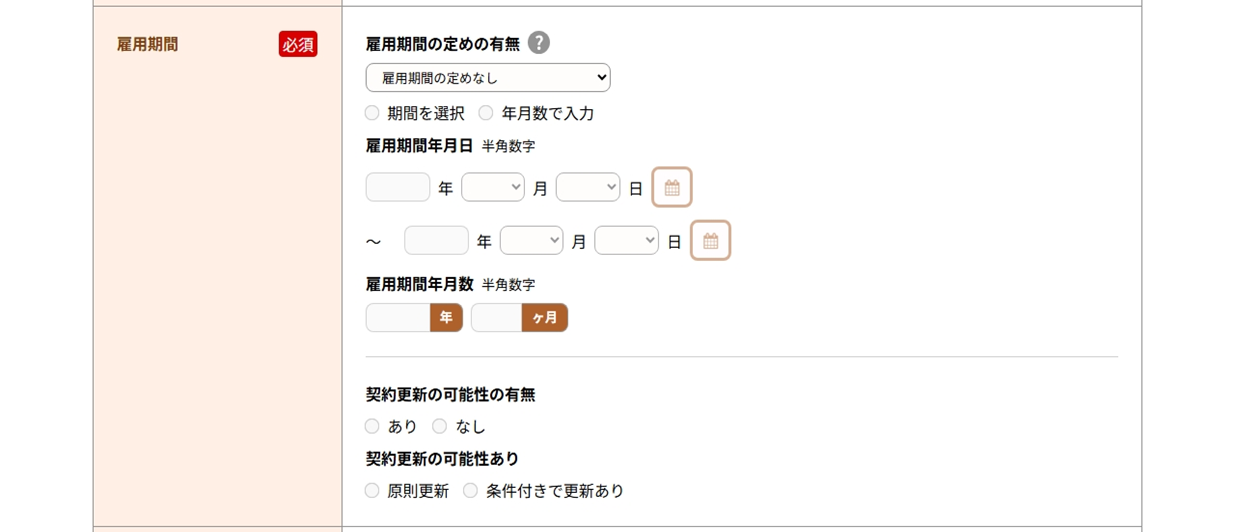 雇用期間 必須
雇用期間の定めの有無 ?
雇用期間の定めなし
期間を選択 年月数で入力
雇用期間年月日 半角数字
年 月 日
～ 年 月 日
雇用期間年月数 半角数字
年 ヶ月
契約更新の可能性の有無
あり なし
契約更新の可能性あり
原則更新 条件付きで更新あり